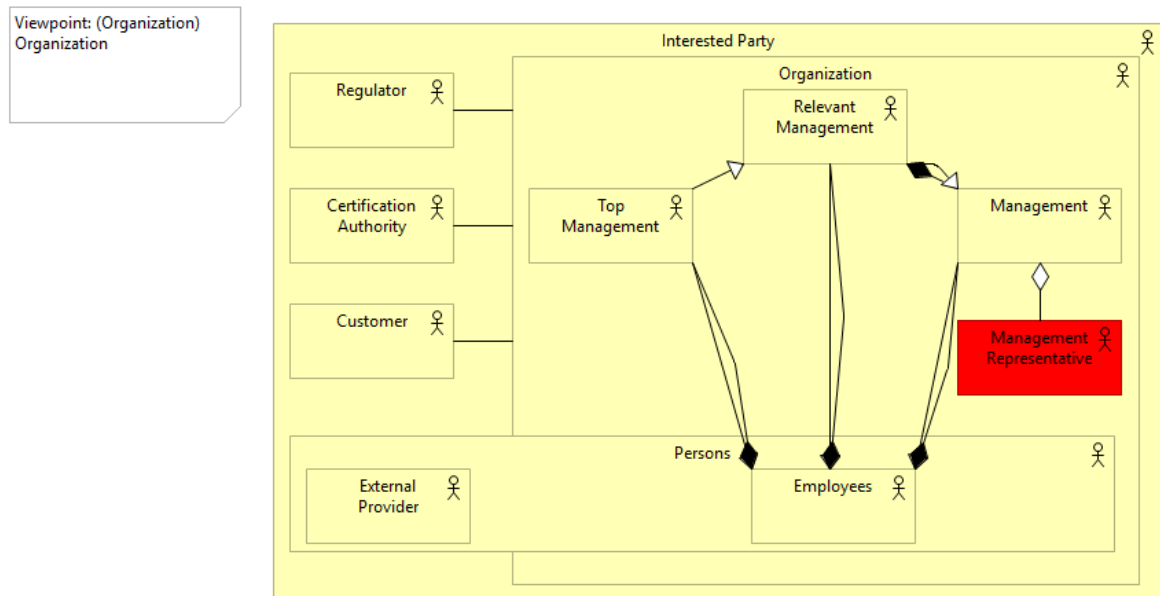 Viewpoint: (Organization)
Organization
Interested Party
Organization
Regulator
Relevant
Management
Certification
Authority
Top
Management
Management
Customer
Management
Representative
Persons
External
Provider
Employees